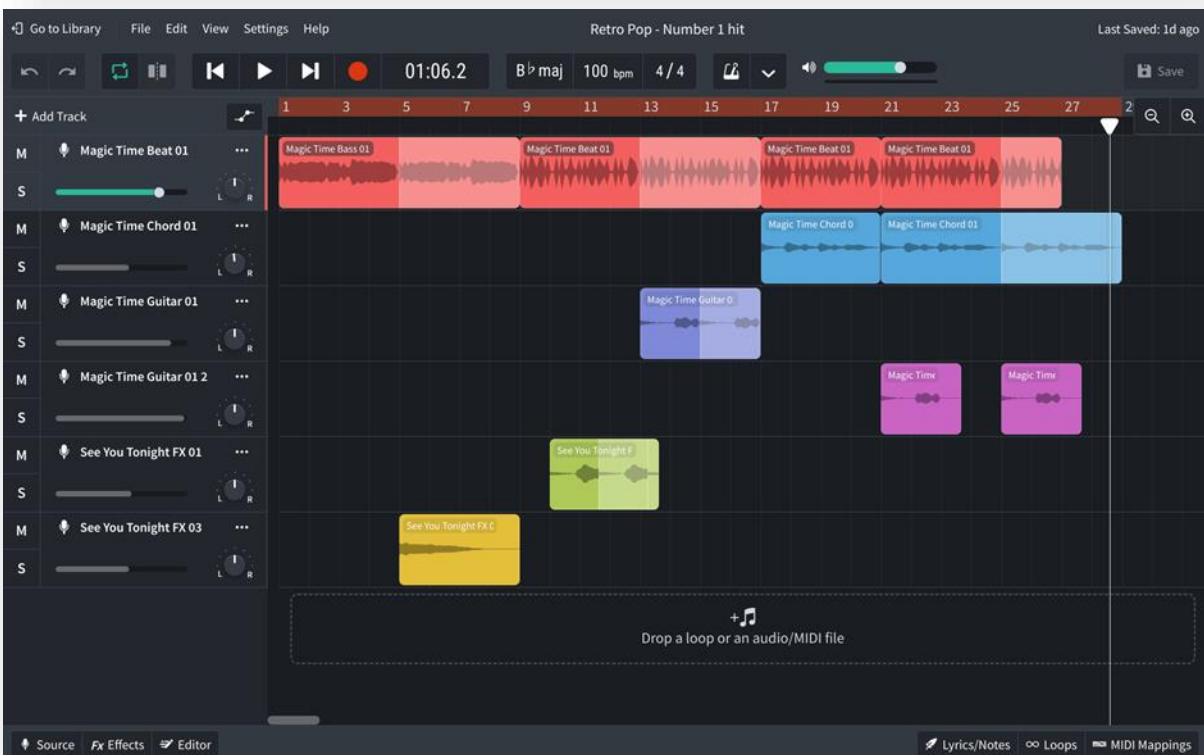 Go to Library File Edit View Settings Help Retro Pop - Number 1 hit Last Saved: 1d ago
01:06.2 B♭ maj 100 bpm 4 / 4 Save
+ Add Track 1 3 5 7 9 11 13 15 17 19 21 23 25 27 2
M Magic Time Beat 01 ... Magic Time Bass 01 Magic Time Beat 01 Magic Time Beat 01 Magic Time Beat 01
S L R
M Magic Time Chord 01 ... Magic Time Chord 0 Magic Time Chord 01
S L R
M Magic Time Guitar 01 ... Magic Time Guitar 0
S L R
M Magic Time Guitar 01 2 ... Magic Time Magic Time
S L R
M See You Tonight FX 01 ... See You Tonight F
S L R
M See You Tonight FX 03 ... See You Tonight FX 0
S L R
Drop a loop or an audio/MIDI file
Source Fx Effects Editor Lyrics/Notes Loops MIDI Mappings